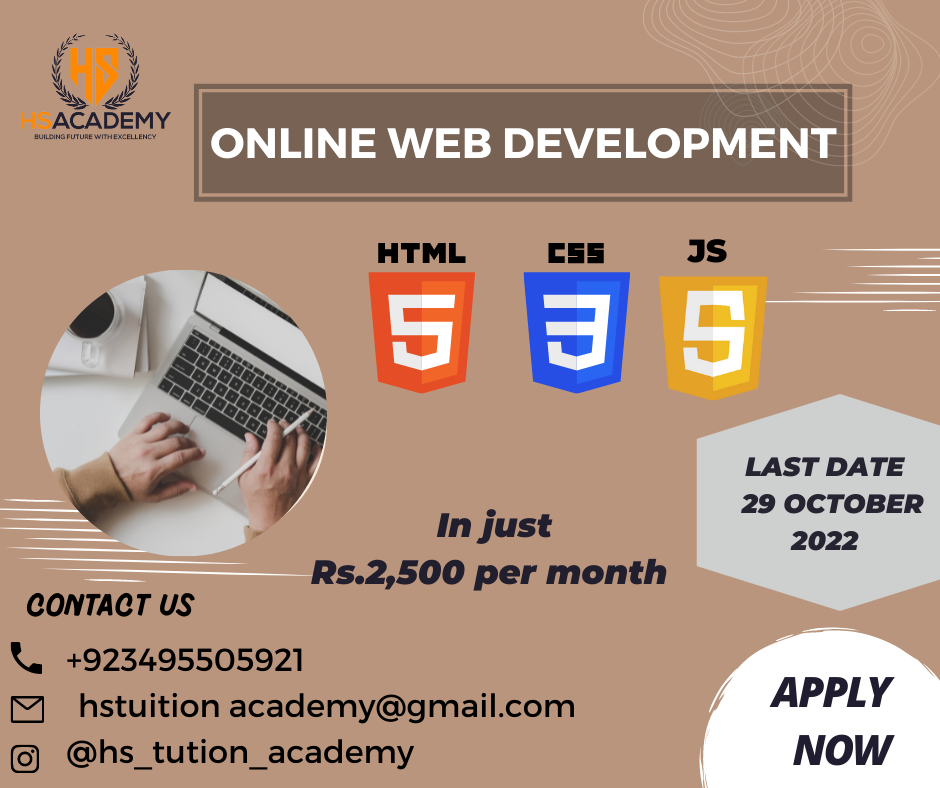 HS
HSACADEMY
BUILDING FUTURE WITH EXCELLENCY
ONLINE WEB DEVELOPMENT
HTML
CSS
JS
LAST DATE
29 OCTOBER
2022
In just
Rs.2,500 per month
CONTACT US
+923495505921
hstuition academy@gmail.com
@hs_tution_academy
APPLY
NOW